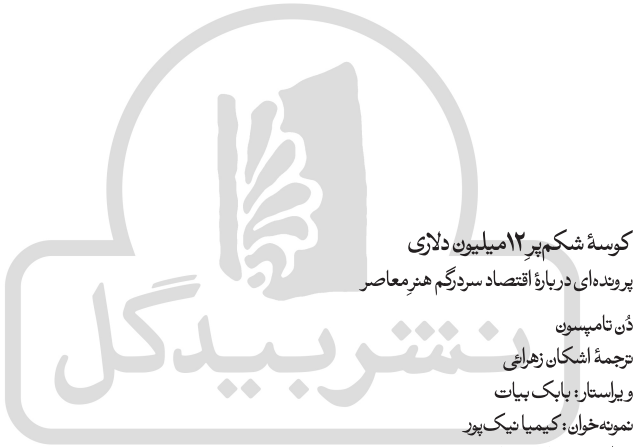 کوسهٔ شکم‌پرِ ۱۲ میلیون دلاری
پرونده‌ای دربارهٔ اقتصاد سردرگم هنرِ معاصر
دُن تامپسون
ترجمهٔ اشکان زهرائی
ویراستار: بابک بیات
نمونه‌خوان: کیمیا نیک‌پور
نشر بیدگل